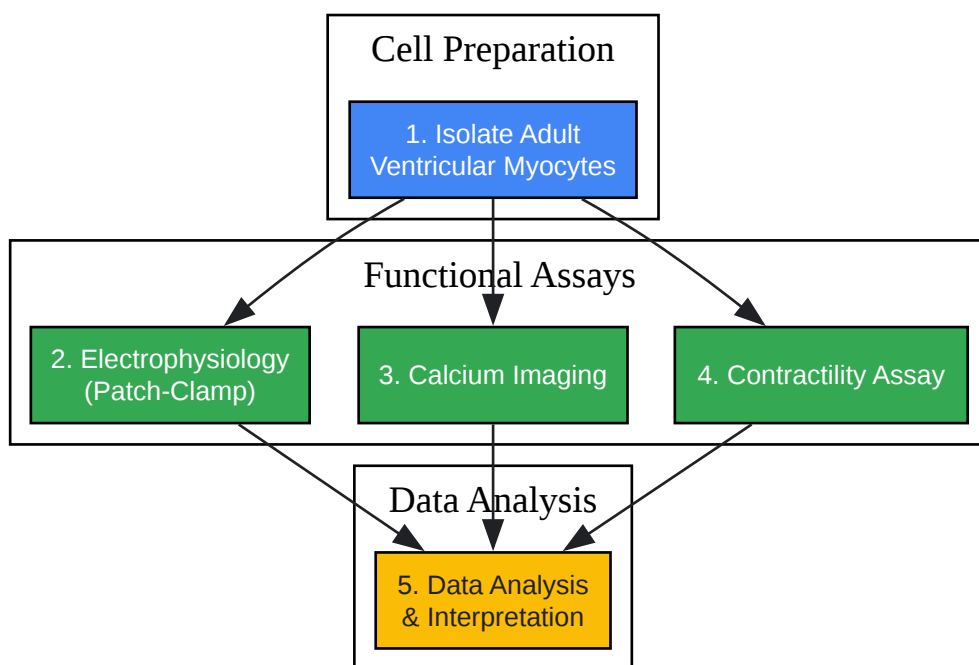 Cell Preparation
1. Isolate Adult
Ventricular Myocytes
Functional Assays
2. Electrophysiology
(Patch-Clamp)
3. Calcium Imaging
4. Contractility Assay
Data Analysis
5. Data Analysis
& Interpretation